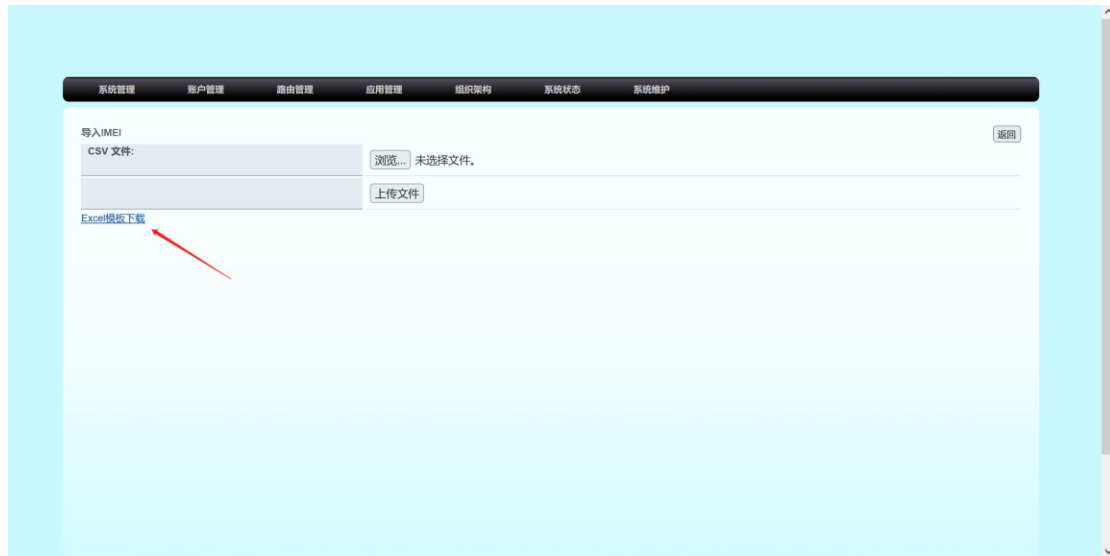 系统管理 账户管理 路由管理 应用管理 组织架构 系统状态 系统维护
导入IMEI 返回
CSV 文件: 浏览... 未选择文件。
上传文件
Excel模板下载